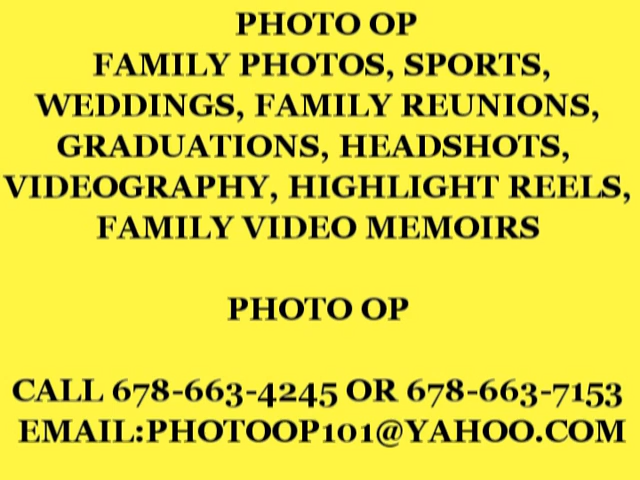 PHOTO OP
FAMILY PHOTOS, SPORTS,
WEDDINGS, FAMILY REUNIONS,
GRADUATIONS, HEADSHOTS,
VIDEOGRAPHY, HIGHLIGHT REELS,
FAMILY VIDEO MEMOIRS
PHOTO OP
CALL 678-663-4245 OR 678-663-7153
EMAIL:PHOTOOP101@YAHOO.COM